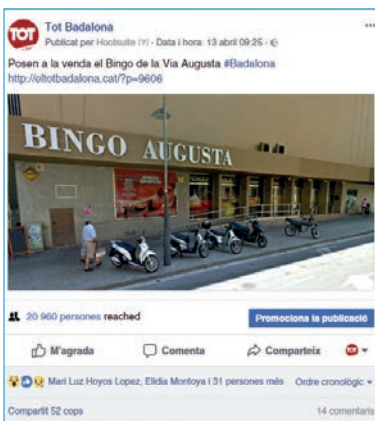 TOT
Tot Badalona
Publicat per Hootsuite [?] · Data i hora: 13 abril 09:25 ·
Posen a la venda el Bingo de la Via Augusta #Badalona
http://eltotbadalona.cat/?p=9606
BINGO AUGUSTA
20 960 persones reached
Promociona la publicació
M'agrada
Comenta
Comparteix
Mari Luz Hoyos Lopez, Elidia Montoya i 31 persones més
Ordre cronològic
Compartit 52 cops
14 comentaris